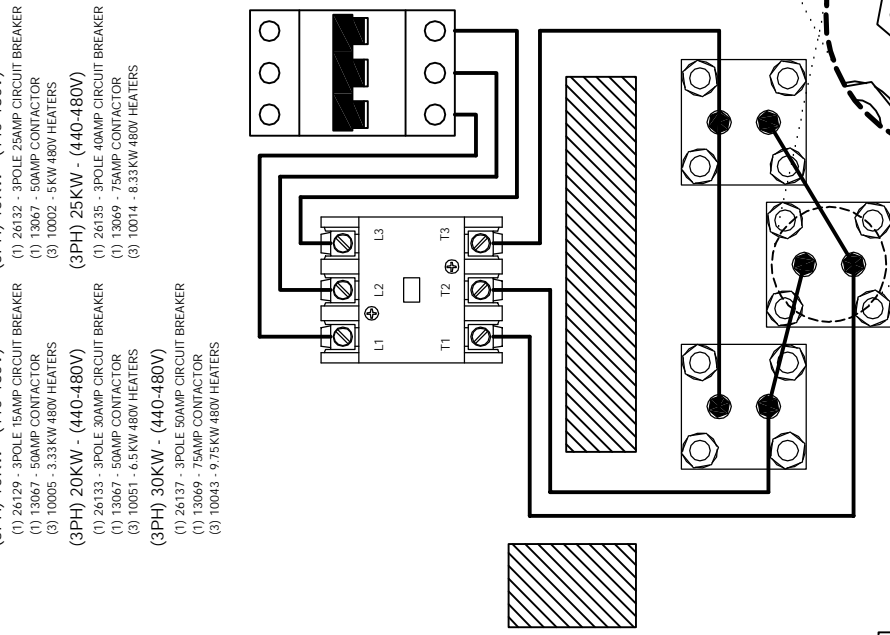 (1) 26129 - 3POLE 15AMP CIRCUIT BREAKER
(1) 13067 - 50AMP CONTACTOR
(3) 10005 - 3.33KW 480V HEATERS
(3PH) 20KW - (440-480V)
(1) 26133 - 3POLE 30AMP CIRCUIT BREAKER
(1) 13067 - 50AMP CONTACTOR
(3) 10051 - 6.5KW 480V HEATERS
(3PH) 30KW - (440-480V)
(1) 26137 - 3POLE 50AMP CIRCUIT BREAKER
(1) 13069 - 75AMP CONTACTOR
(3) 10043 - 9.75KW 480V HEATERS
(1) 26132 - 3POLE 25AMP CIRCUIT BREAKER
(1) 13067 - 50AMP CONTACTOR
(3) 10002 - 5KW 480V HEATERS
(3PH) 25KW - (440-480V)
(1) 26135 - 3POLE 40AMP CIRCUIT BREAKER
(1) 13069 - 75AMP CONTACTOR
(3) 10014 - 8.33KW 480V HEATERS
L1 L2 L3
T1 T2 T3